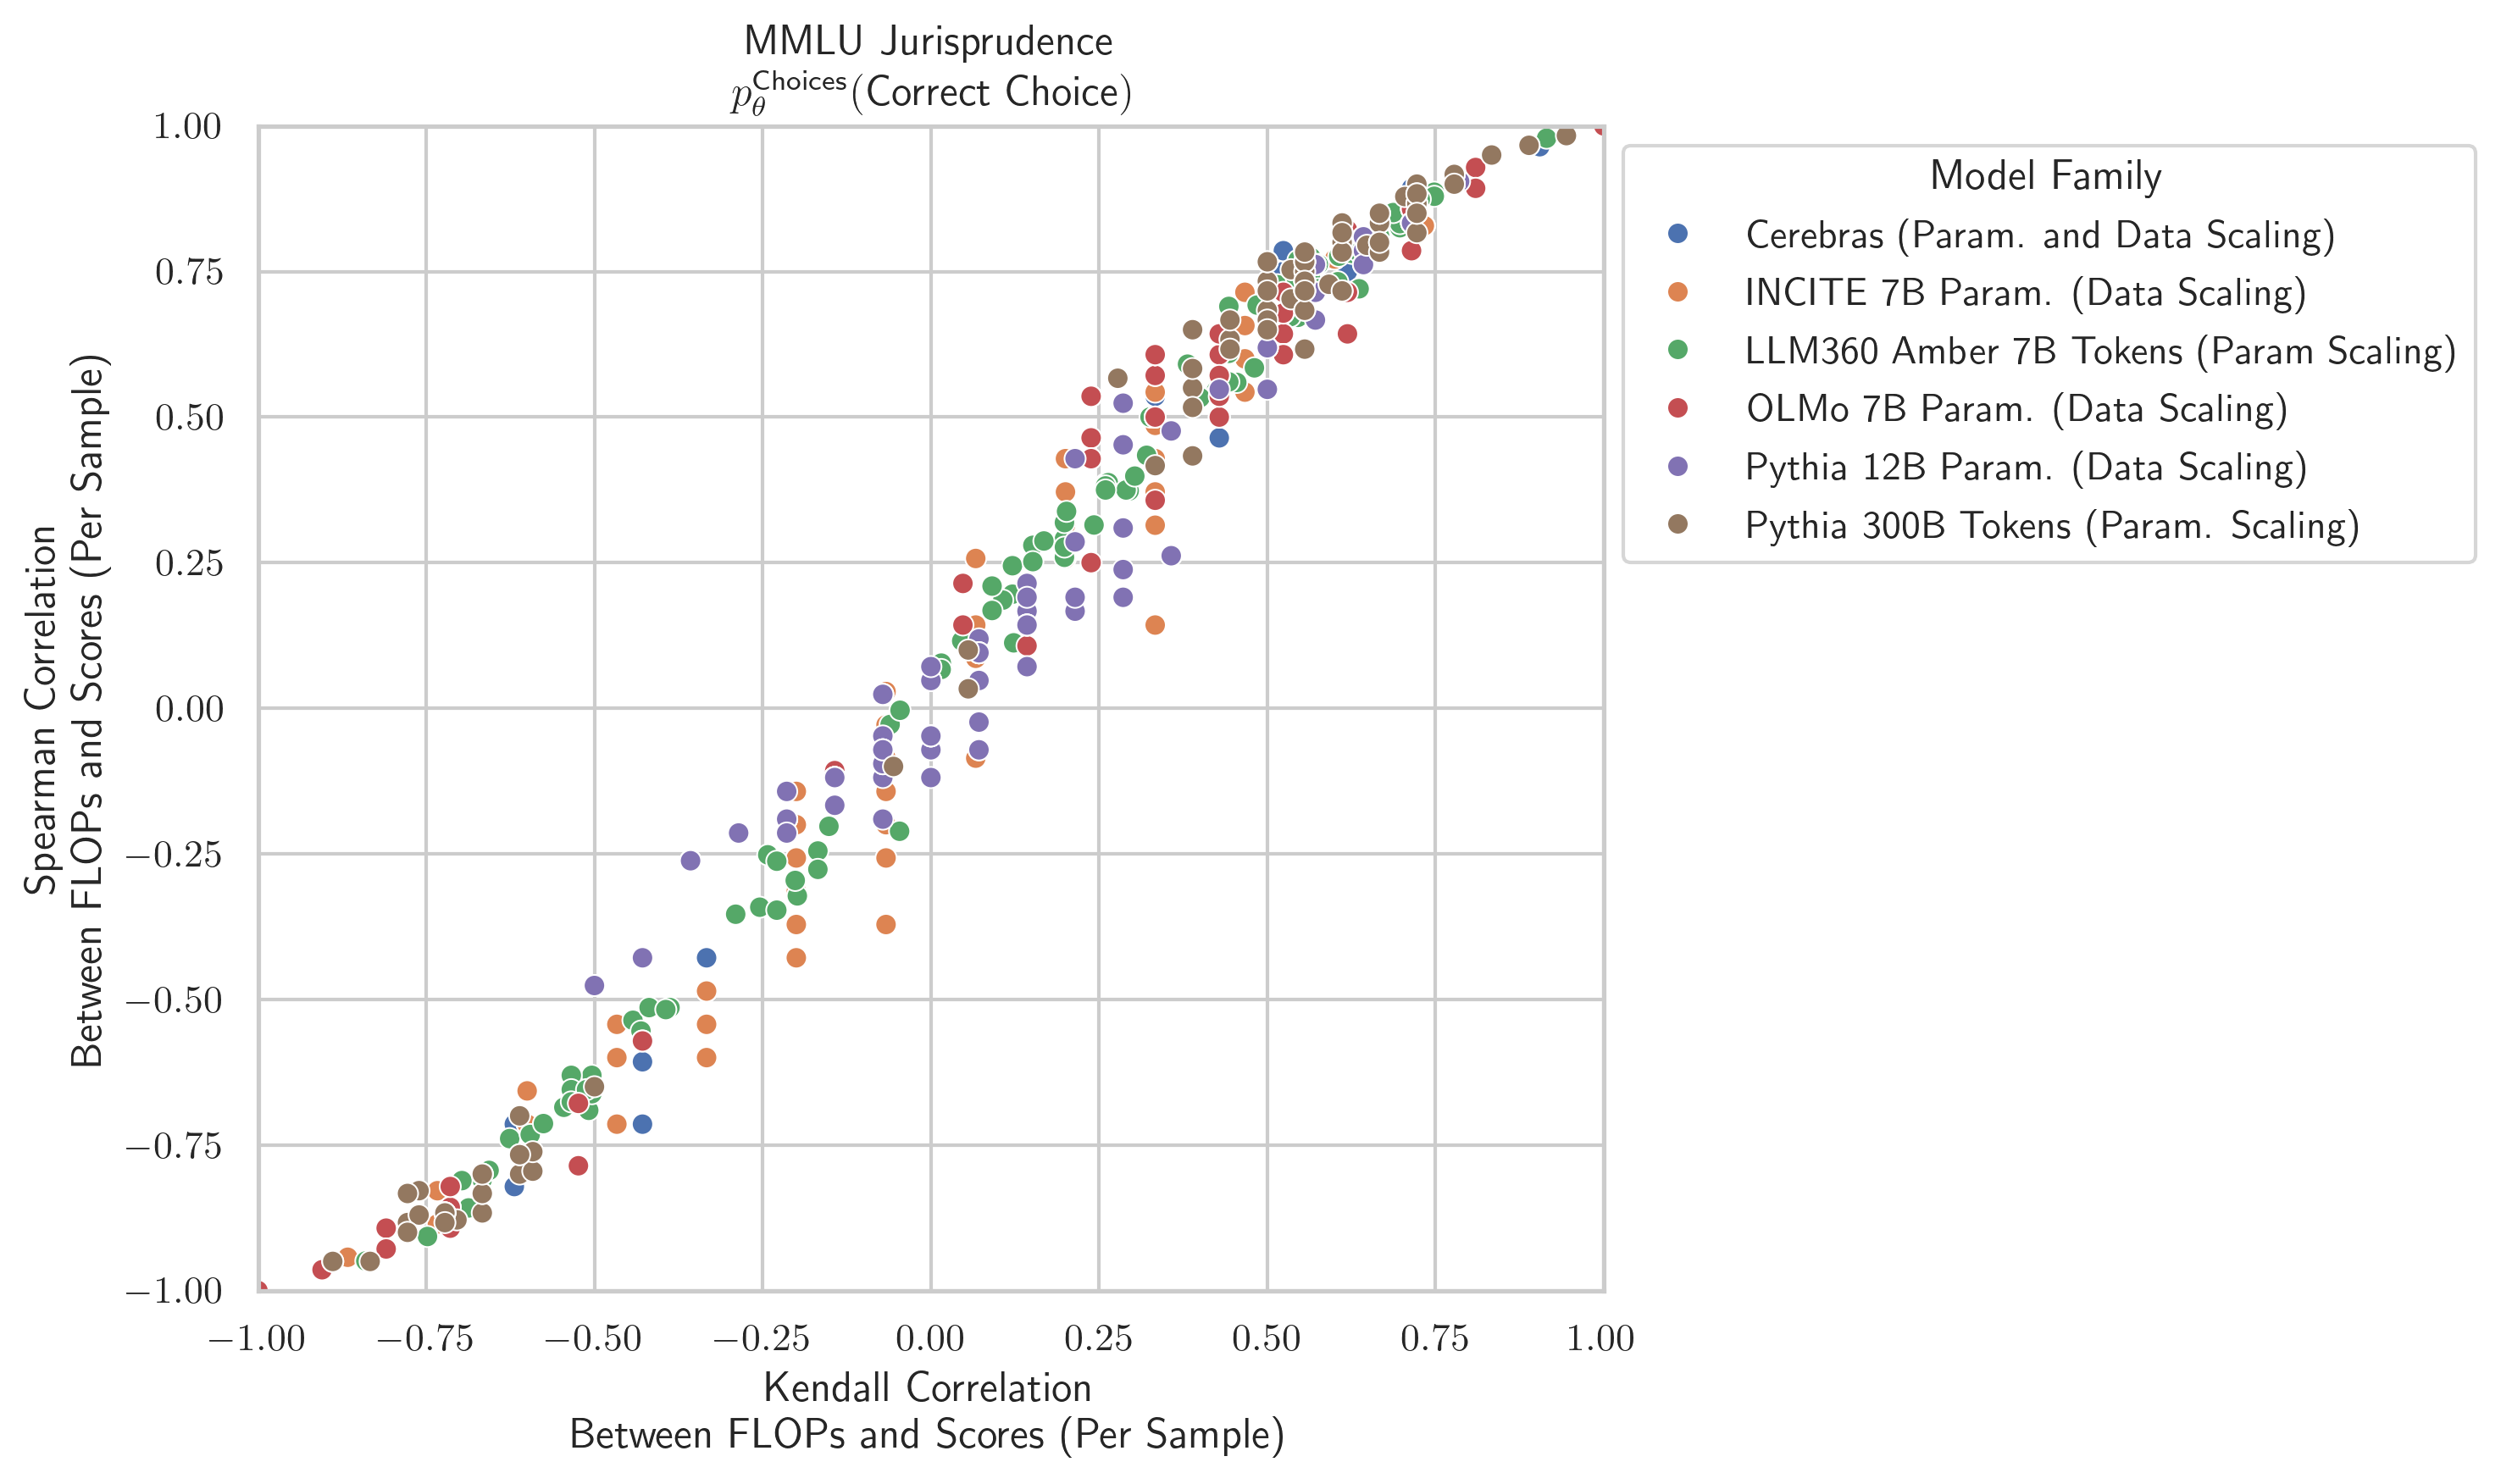 MMLU Jurisprudence
p_θ^Choices(Correct Choice)
Spearman Correlation
Between FLOPs and Scores (Per Sample)
1.00
0.75
0.50
0.25
0.00
−0.25
−0.50
−0.75
−1.00
−1.00 −0.75 −0.50 −0.25 0.00 0.25 0.50 0.75 1.00
Kendall Correlation
Between FLOPs and Scores (Per Sample)
Model Family
Cerebras (Param. and Data Scaling)
INCITE 7B Param. (Data Scaling)
LLM360 Amber 7B Tokens (Param Scaling)
OLMo 7B Param. (Data Scaling)
Pythia 12B Param. (Data Scaling)
Pythia 300B Tokens (Param. Scaling)